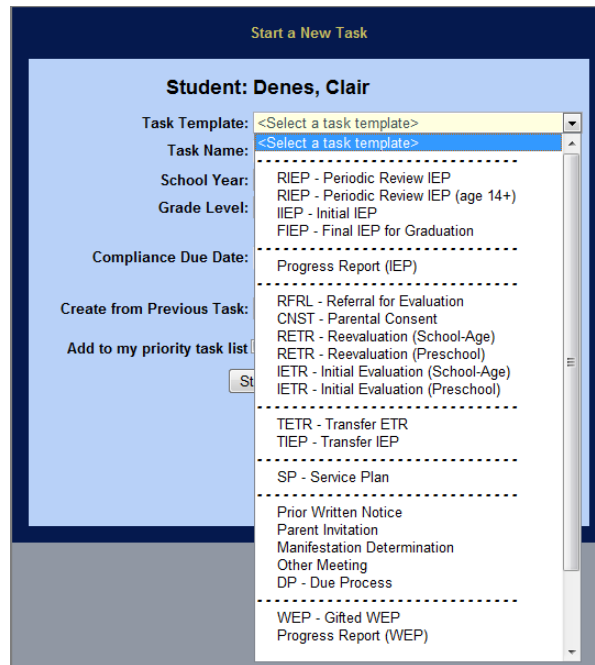 Start a New Task
Student: Denes, Clair
Task Template: <Select a task template>
<Select a task template>
Task Name:
------------------------------
School Year:
RIEP - Periodic Review IEP
RIEP - Periodic Review IEP (age 14+)
Grade Level:
IIEP - Initial IEP
FIEP - Final IEP for Graduation
------------------------------
Compliance Due Date:
Progress Report (IEP)
------------------------------
Create from Previous Task:
RFRL - Referral for Evaluation
CNST - Parental Consent
RETR - Reevaluation (School-Age)
Add to my priority task list
RETR - Reevaluation (Preschool)
IETR - Initial Evaluation (School-Age)
St
IETR - Initial Evaluation (Preschool)
------------------------------
TETR - Transfer ETR
TIEP - Transfer IEP
------------------------------
SP - Service Plan
------------------------------
Prior Written Notice
Parent Invitation
Manifestation Determination
Other Meeting
DP - Due Process
------------------------------
WEP - Gifted WEP
Progress Report (WEP)